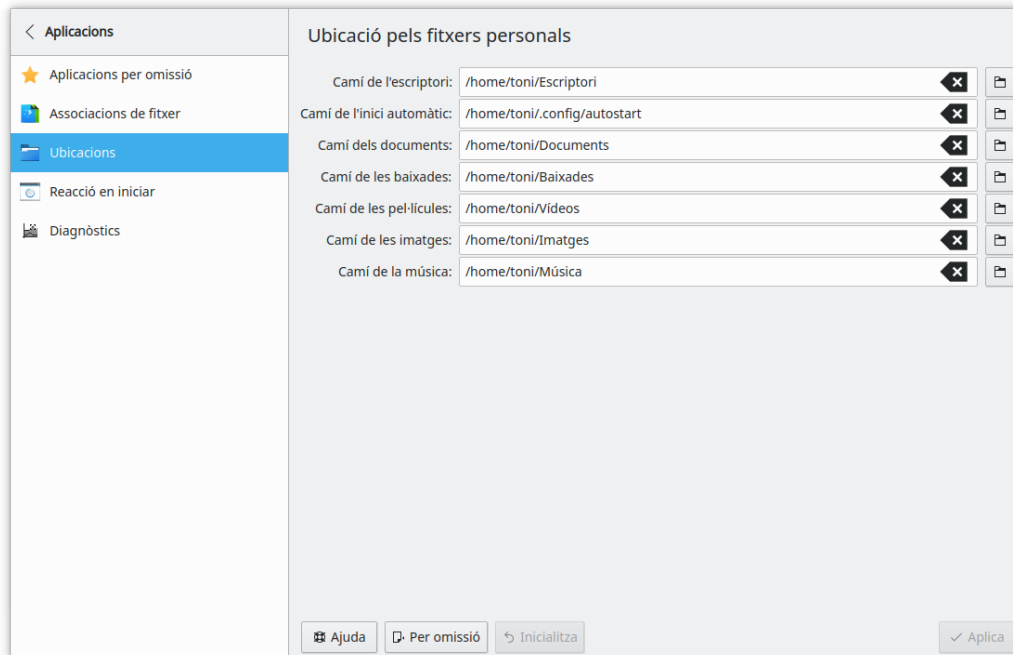 Aplicacions
Aplicacions per omissió
Associacions de fitxer
Ubicacions
Reacció en iniciar
Diagnòstics
Ubicació pels fitxers personals
Camí de l'escriptori: /home/toni/Escriptori
Camí de l'inici automàtic: /home/toni/.config/autostart
Camí dels documents: /home/toni/Documents
Camí de les baixades: /home/toni/Baixades
Camí de les pel·lícules: /home/toni/Vídeos
Camí de les imatges: /home/toni/Imatges
Camí de la música: /home/toni/Música
Ajuda Per omissió Inicialitza Aplica